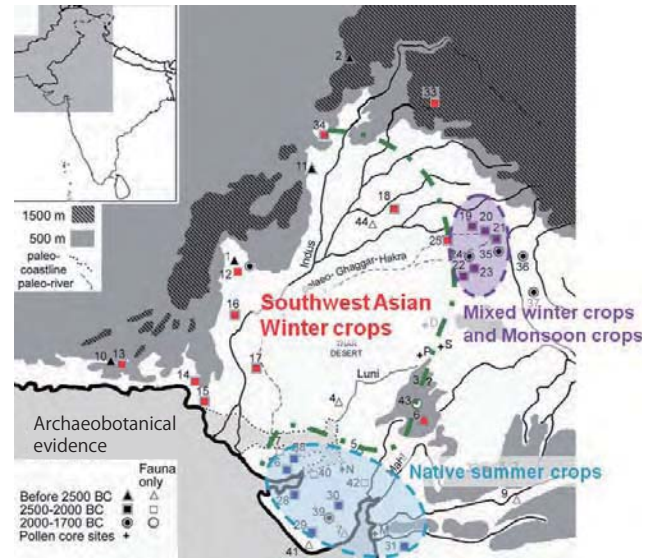 2
33
34
11
1500 m
500 m
paleo-
coastline
paleo-river
18
44
19
20
21
25
24
35
22
23
36
37
Indus
Palaeo-Ghaggar-Hakra
1
12
16
Southwest Asian
Winter crops
Mixed winter crops
and Monsoon crops
D
THAR
DESERT
P
S
10
13
14
15
17
Luni
3
4
43
6
5
Mahi
Archaeobotanical
evidence
Native summer crops
38
26
40
N
42
28
30
39
29
7
41
M
31
9
Fauna
only
Before 2500 BC
2500-2000 BC
2000-1700 BC
Pollen core sites